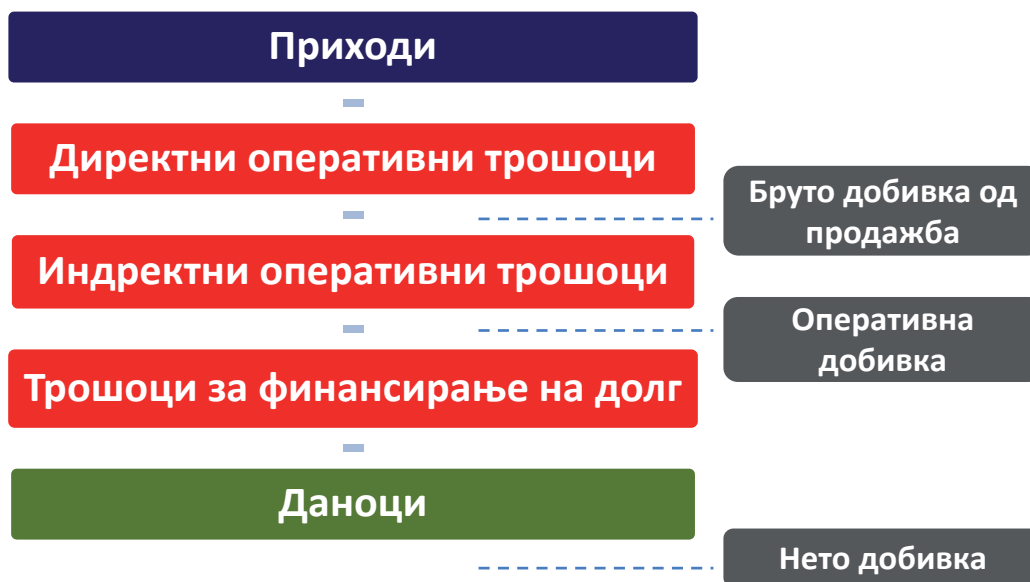 Приходи
Директни оперативни трошоци
Бруто добивка од
продажба
Индректни оперативни трошоци
Оперативна
добивка
Трошоци за финансирање на долг
Даноци
Нето добивка